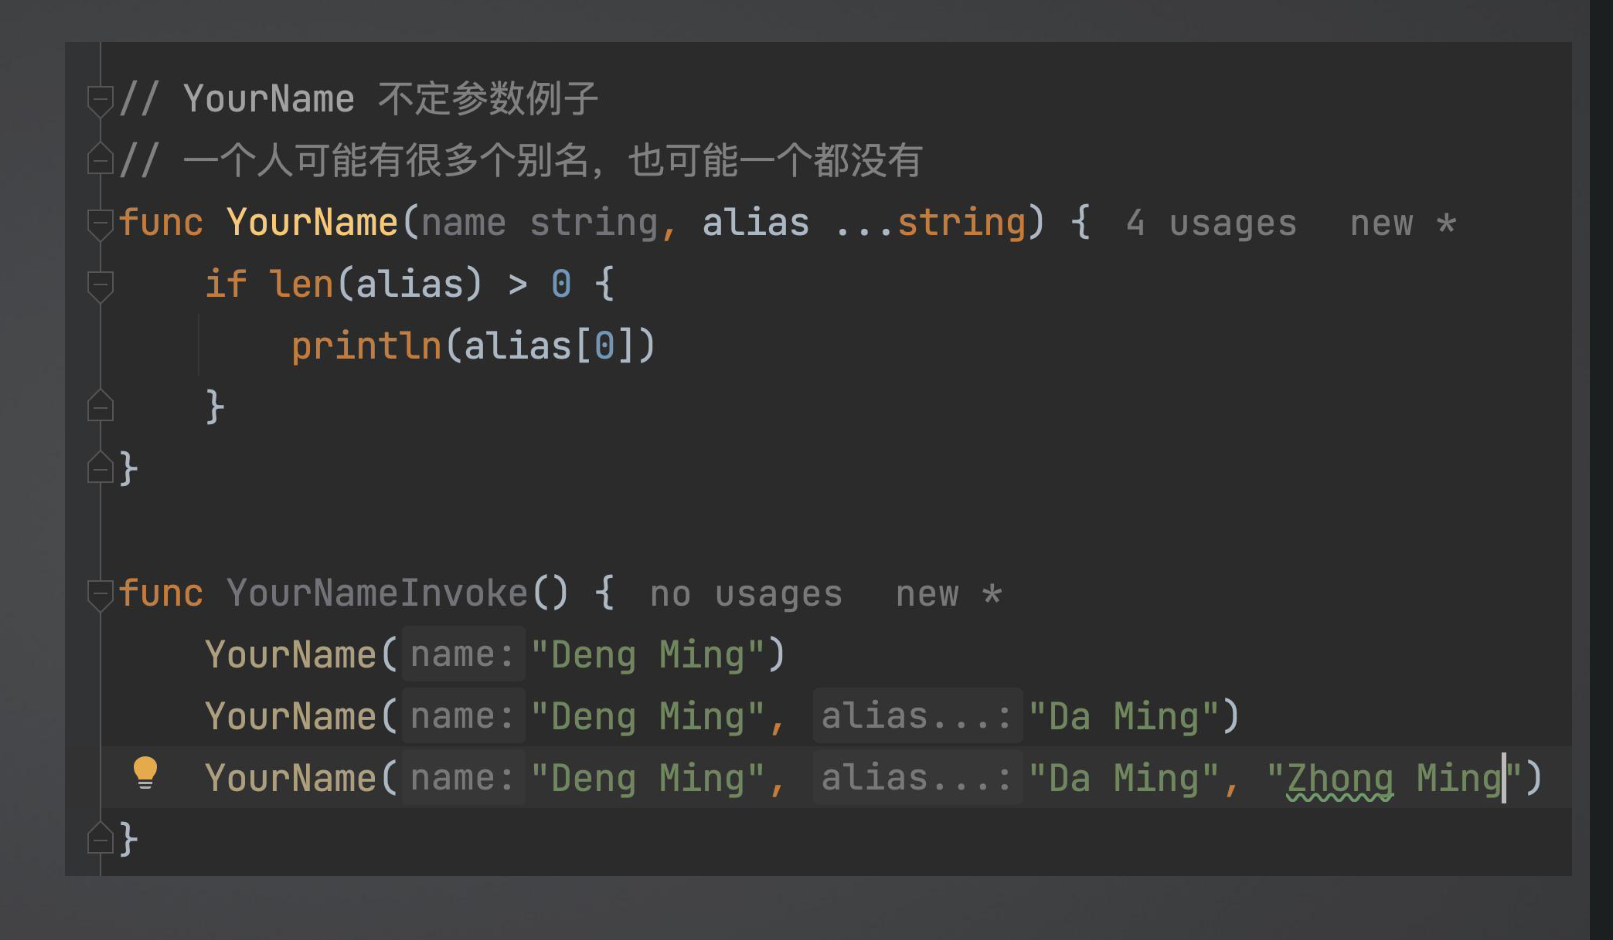 // YourName 不定参数例子
// 一个人可能有很多个别名，也可能一个都没有
func YourName(name string, alias ...string) { 4 usages new *
if len(alias) > 0 {
println(alias[0])
}
}
func YourNameInvoke() { no usages new *
YourName( name: "Deng Ming")
YourName( name: "Deng Ming", alias...: "Da Ming")
YourName( name: "Deng Ming", alias...: "Da Ming", "Zhong Ming")
}